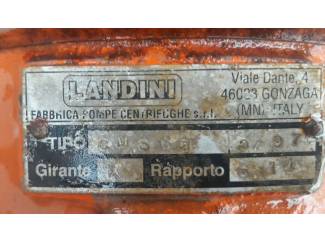 LANDINI
Viale Dante, 4
46023 GONZAGA
(MN) ITALY
FABBRICA POMPE CENTRIFUGHE s.r.l.
TIPO
Girante Rapporto